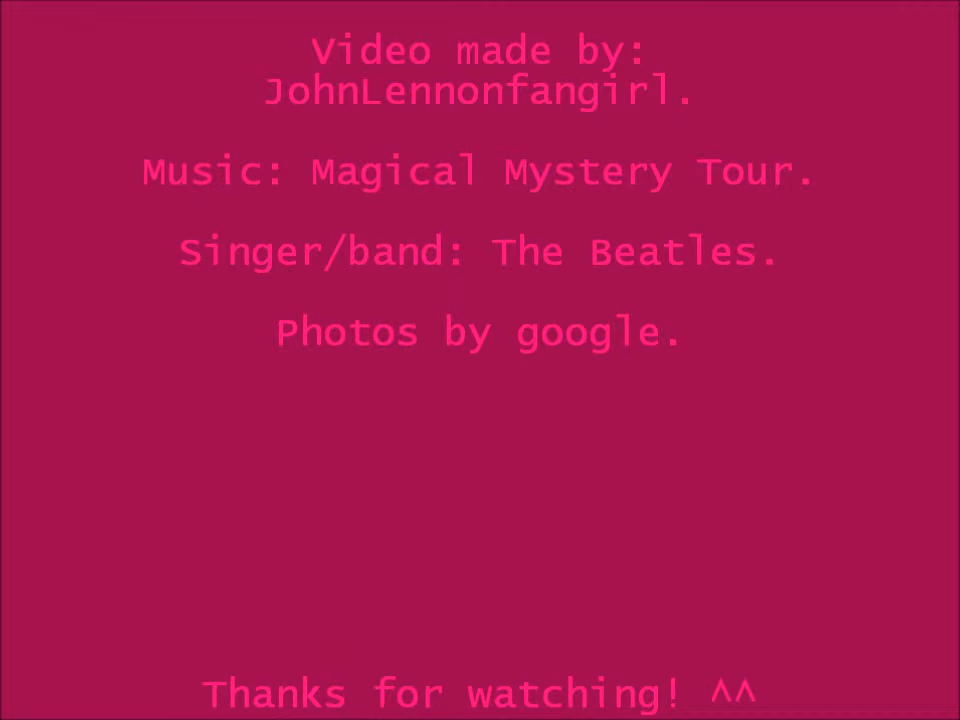 Video made by:
JohnLennonfangirl.
Music: Magical Mystery Tour.
Singer/band: The Beatles.
Photos by google.
Thanks for watching! ^^